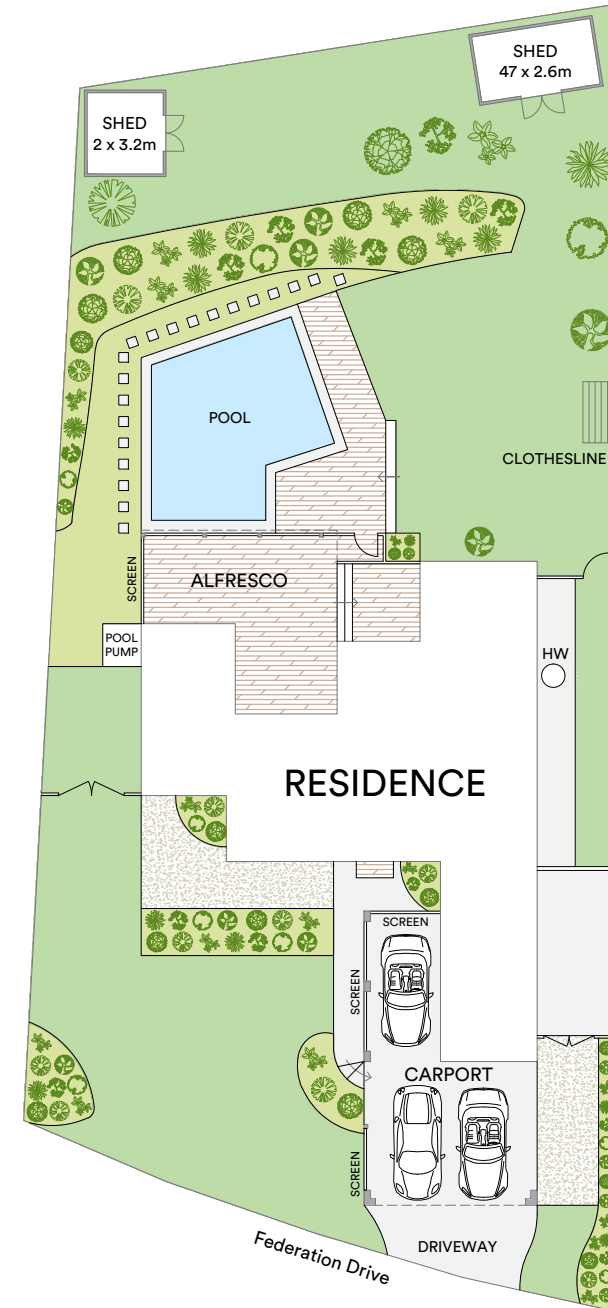 SHED
47 x 2.6m
SHED
2 x 3.2m
POOL
CLOTHESLINE
SCREEN
ALFRESCO
POOL
PUMP
HW
RESIDENCE
SCREEN
SCREEN
CARPORT
SCREEN
DRIVEWAY
Federation Drive